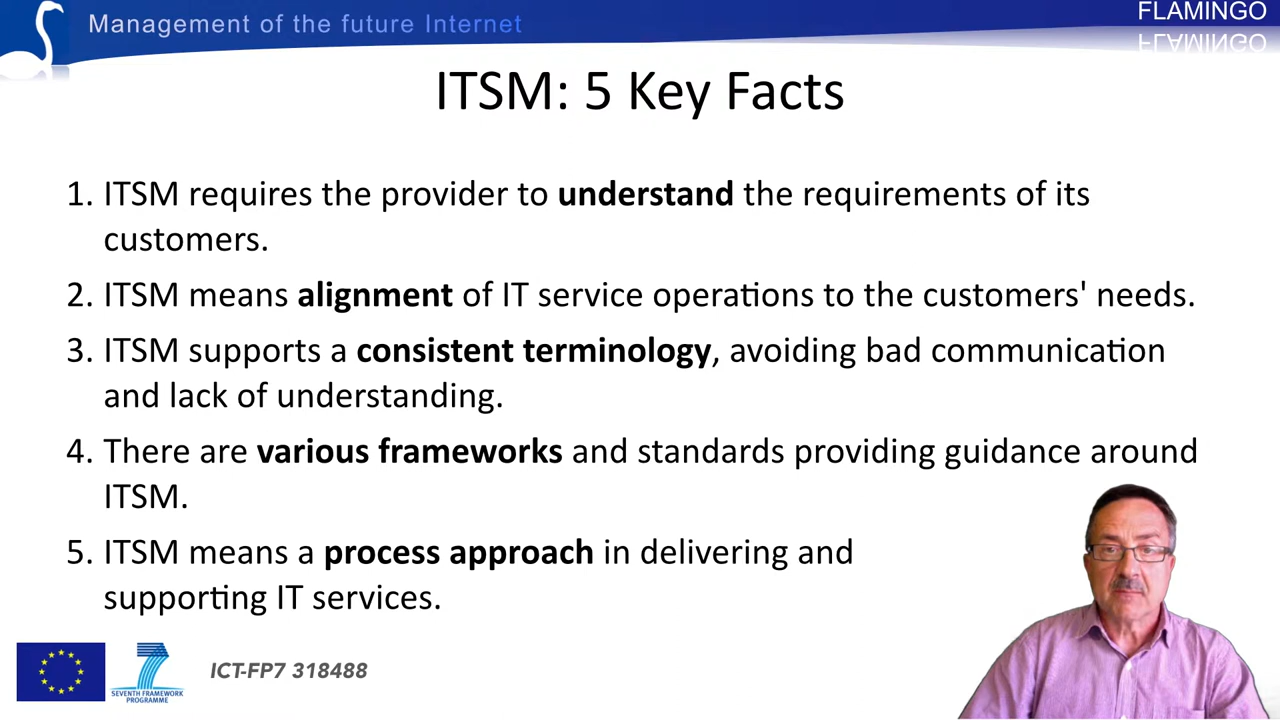 Management of the future Internet
FLAMINGO
FLAMINGO
ITSM: 5 Key Facts
1. ITSM requires the provider to understand the requirements of its
customers.
2. ITSM means alignment of IT service operations to the customers' needs.
3. ITSM supports a consistent terminology, avoiding bad communication
and lack of understanding.
4. There are various frameworks and standards providing guidance around
ITSM.
5. ITSM means a process approach in delivering and
supporting IT services.
SEVENTH FRAMEWORK
PROGRAMME
ICT-FP7 318488